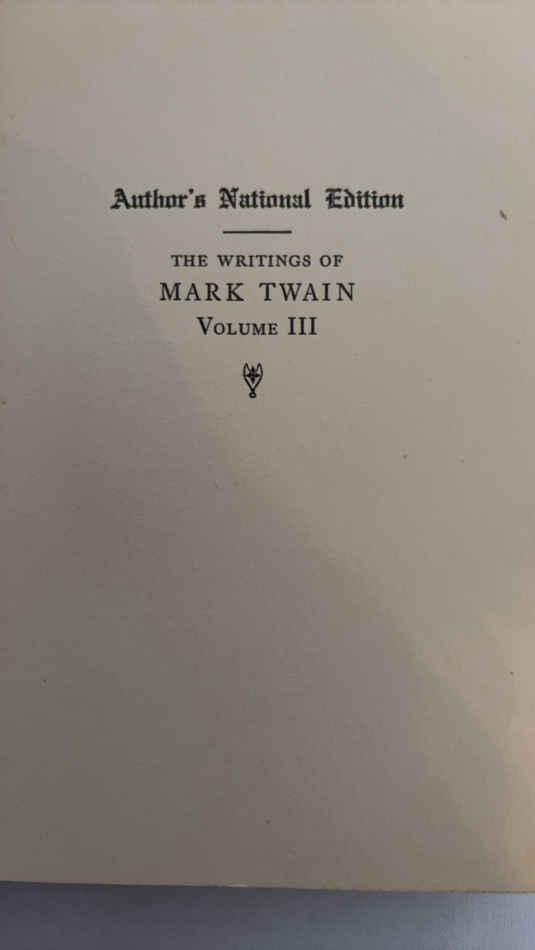 Author's National Edition
THE WRITINGS OF
MARK TWAIN
VOLUME III